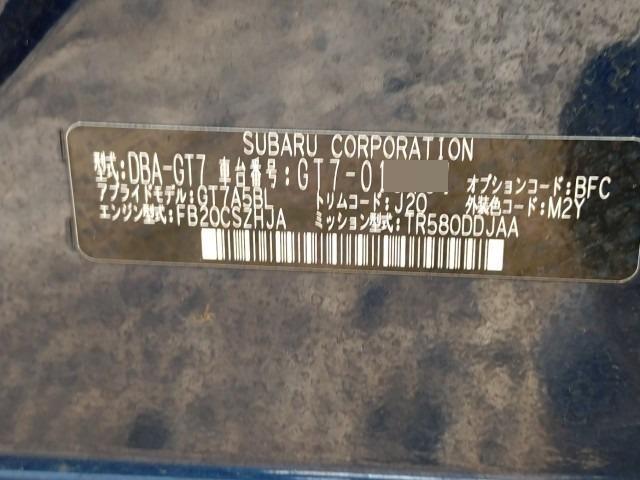 SUBARU CORPORATION
型式:DBA-GT7 車台番号:GT7-01
アプライドモデル:GT7A5BL トリムコード:J20 オプションコード:BFC
エンジン型式:FB20CSZHJA ミッション型式:TR580DDJAA 外装色コード:M2Y